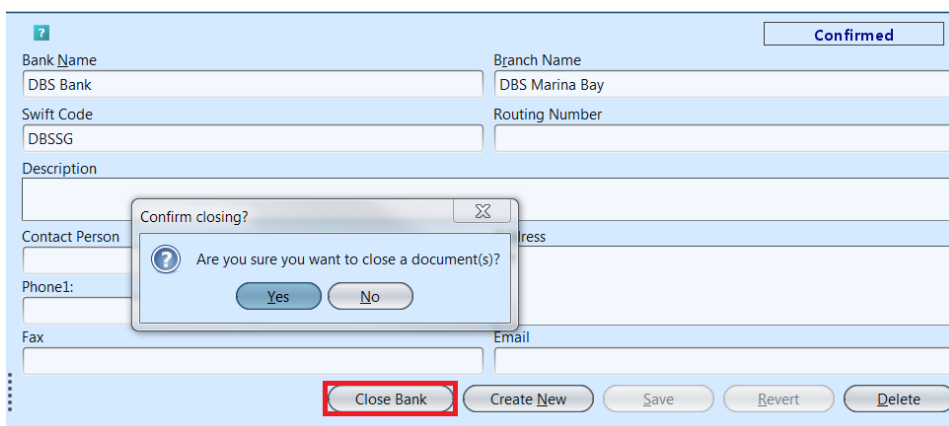 ?
Confirmed
Bank Name
Branch Name
DBS Bank
DBS Marina Bay
Swift Code
Routing Number
DBSSG
Description
Confirm closing?
Contact Person
dress
? Are you sure you want to close a document(s)?
Phone1:
Yes
No
Fax
Email
Close Bank
Create New
Save
Revert
Delete